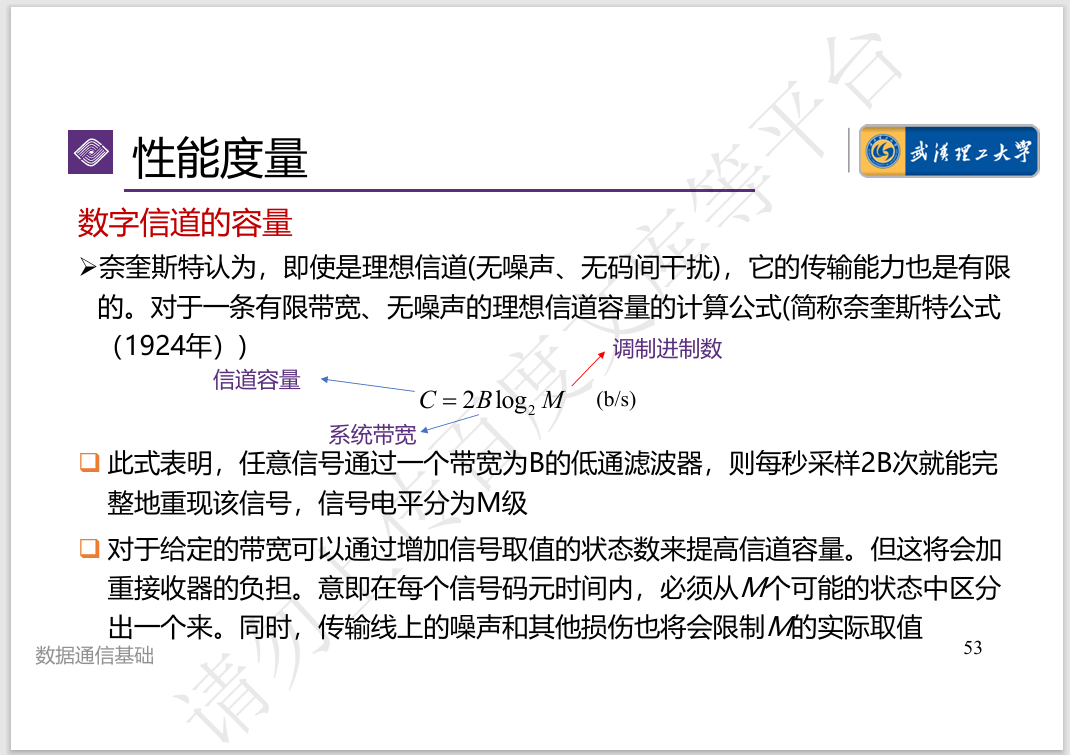 性能度量
武汉理工大学
数字信道的容量
➢奈奎斯特认为，即使是理想信道(无噪声、无码间干扰)，它的传输能力也是有限
的。对于一条有限带宽、无噪声的理想信道容量的计算公式(简称奈奎斯特公式
（1924年））
调制进制数
信道容量
C = 2B log₂ M (b/s)
系统带宽
❑ 此式表明，任意信号通过一个带宽为B的低通滤波器，则每秒采样2B次就能完
整地重现该信号，信号电平分为M级
❑ 对于给定的带宽可以通过增加信号取值的状态数来提高信道容量。但这将会加
重接收器的负担。意即在每个信号码元时间内，必须从M个可能的状态中区分
出一个来。同时，传输线上的噪声和其他损伤也将会限制M的实际取值
数据通信基础
53
请勿上传百度文库等平台